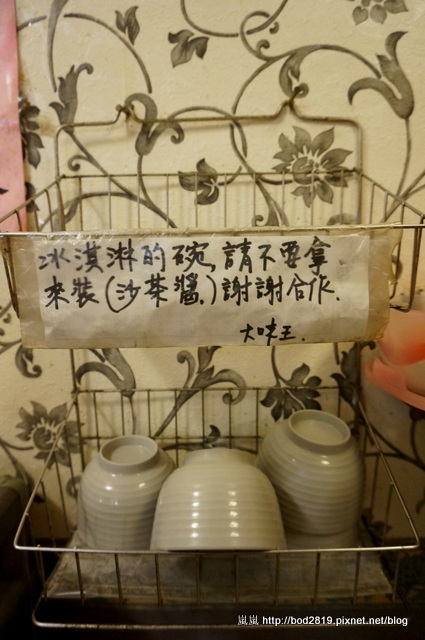 冰淇淋的碗,請不要拿
來裝(沙茶醬.)謝謝合作.
大味王.
嵐嵐 http://bod2819.pixnet.net/blog